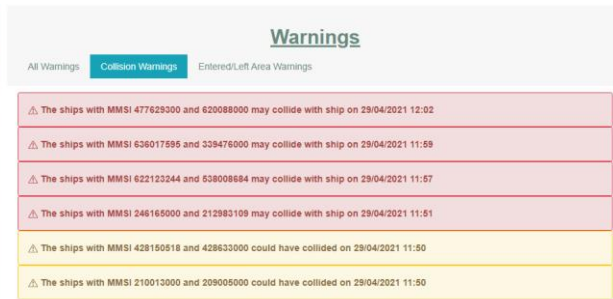 Warnings
All Warnings Collision Warnings Entered/Left Area Warnings
⚠ The ships with MMSI 477629300 and 620088000 may collide with ship on 29/04/2021 12:02
⚠ The ships with MMSI 636017595 and 339476000 may collide with ship on 29/04/2021 11:59
⚠ The ships with MMSI 622123244 and 538008684 may collide with ship on 29/04/2021 11:57
⚠ The ships with MMSI 246165000 and 212983109 may collide with ship on 29/04/2021 11:51
⚠ The ships with MMSI 428150518 and 428633000 could have collided on 29/04/2021 11:50
⚠ The ships with MMSI 210013000 and 209005000 could have collided on 29/04/2021 11:50